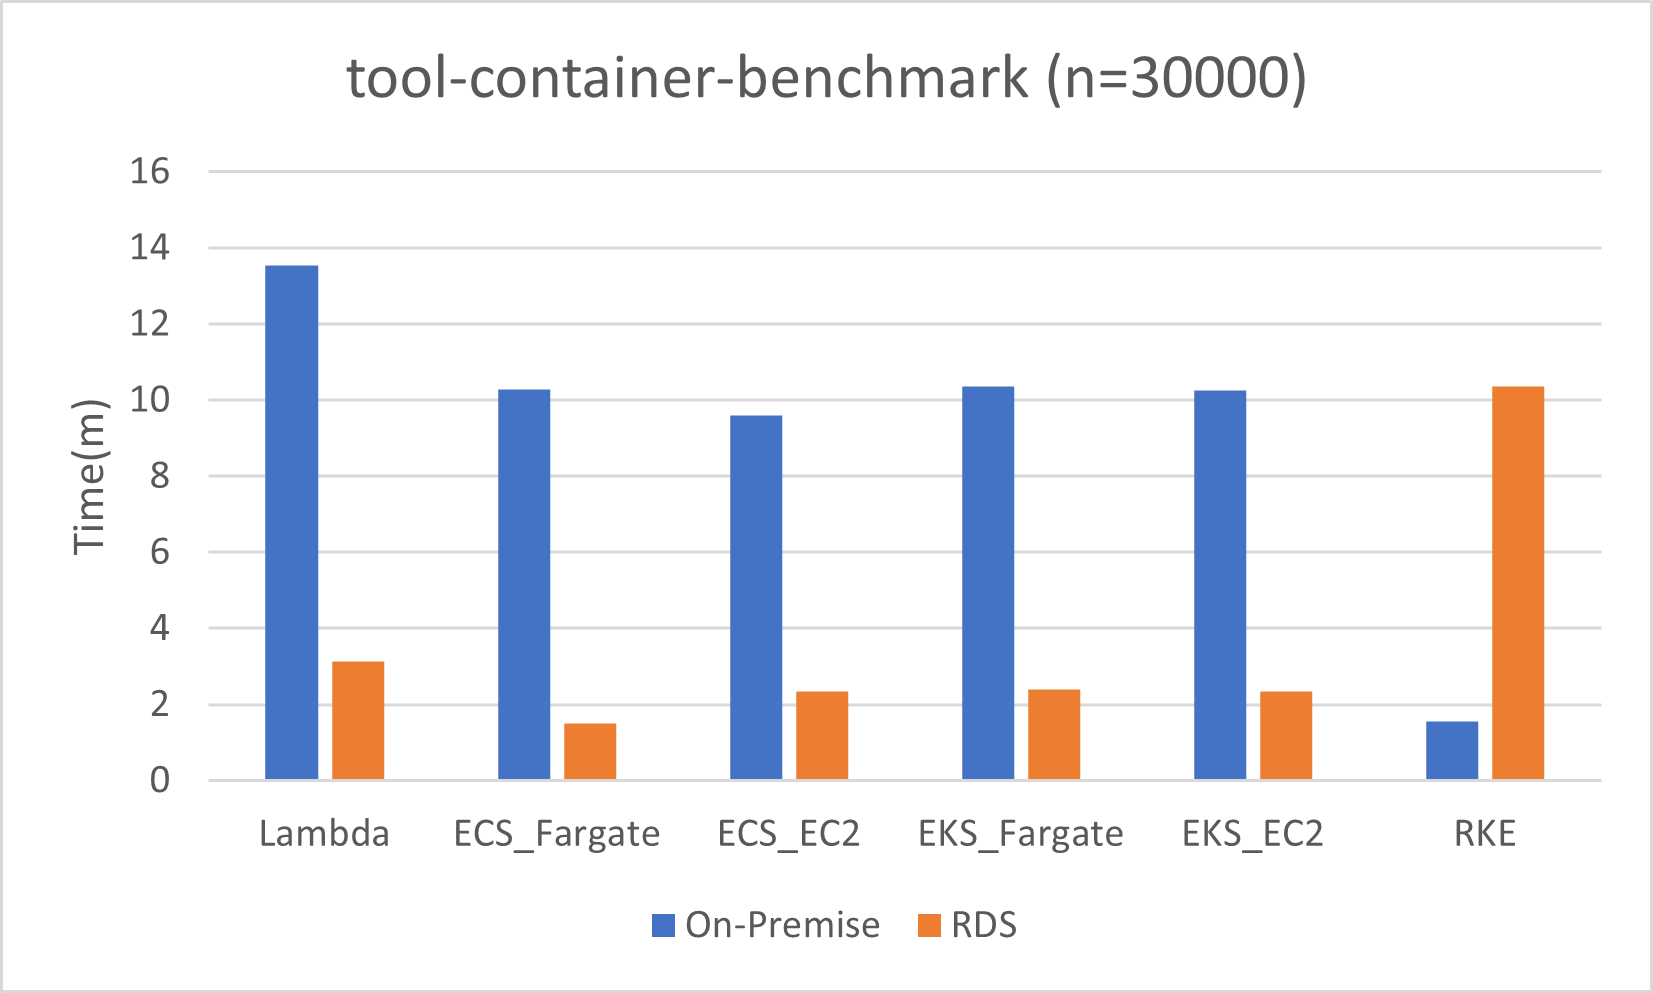 tool-container-benchmark (n=30000)
16
14
12
10
8
6
4
2
0
Time(m)
Lambda ECS_Fargate ECS_EC2 EKS_Fargate EKS_EC2 RKE
On-Premise RDS